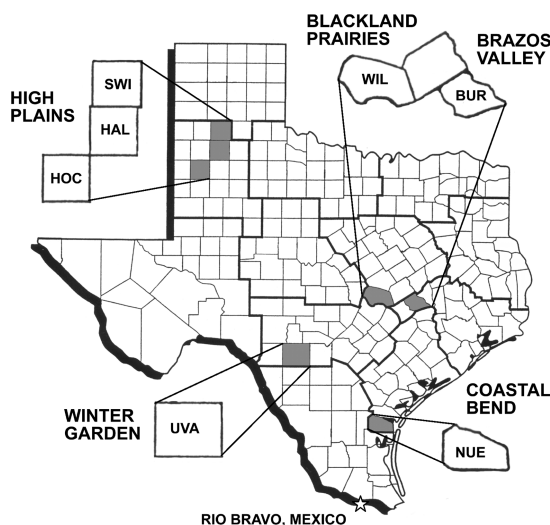 BLACKLAND
PRAIRIES
BRAZOS
VALLEY
WIL
BUR
HIGH
PLAINS
SWI
HAL
HOC
WINTER
GARDEN
UVA
COASTAL
BEND
NUE
RIO BRAVO. MEXICO